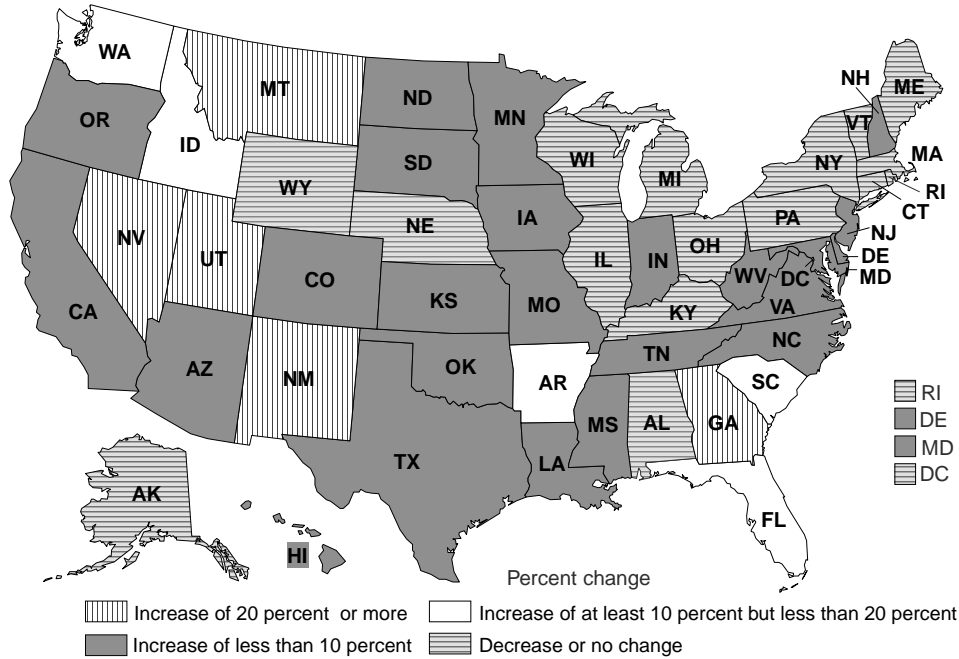 WA
MT
ND
MN
NH
ME
VT
OR
ID
SD
WI
MI
NY
MA
RI
CT
WY
IA
PA
NJ
NE
OH
DE
MD
NV
UT
CO
IL
IN
WV
DC
VA
CA
KS
MO
KY
NC
AZ
NM
OK
TN
AR
SC
RI
DE
MD
DC
MS
AL
GA
TX
LA
AK
FL
HI
Percent change
Increase of 20 percent or more
Increase of at least 10 percent but less than 20 percent
Increase of less than 10 percent
Decrease or no change